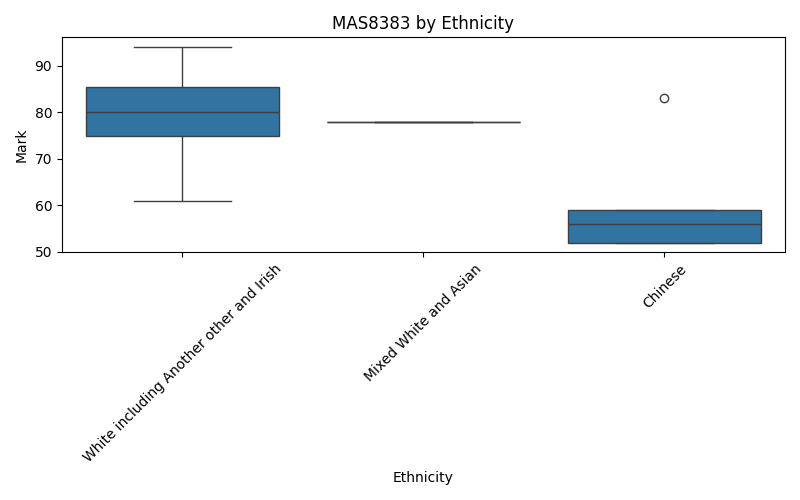 MAS8383 by Ethnicity
Mark
90
80
70
60
50
White including Another other and Irish
Mixed White and Asian
Chinese
Ethnicity